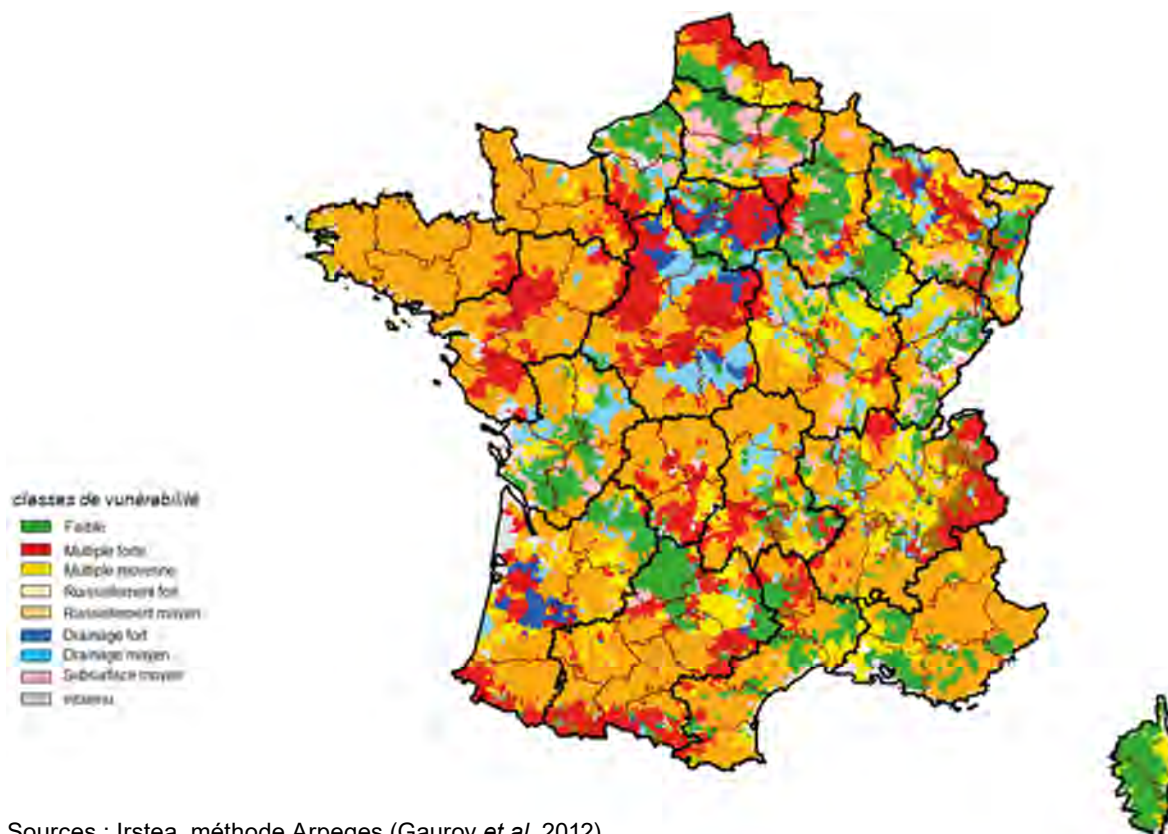 classes de vunérabilité
Faible
Multiple forte
Multiple moyenne
Ruissellement fort
Ruissellement moyen
Drainage fort
Drainage moyen
Subsurface moyen
Sources : Irstea, méthode Arpeges (Gauroy et al, 2012)